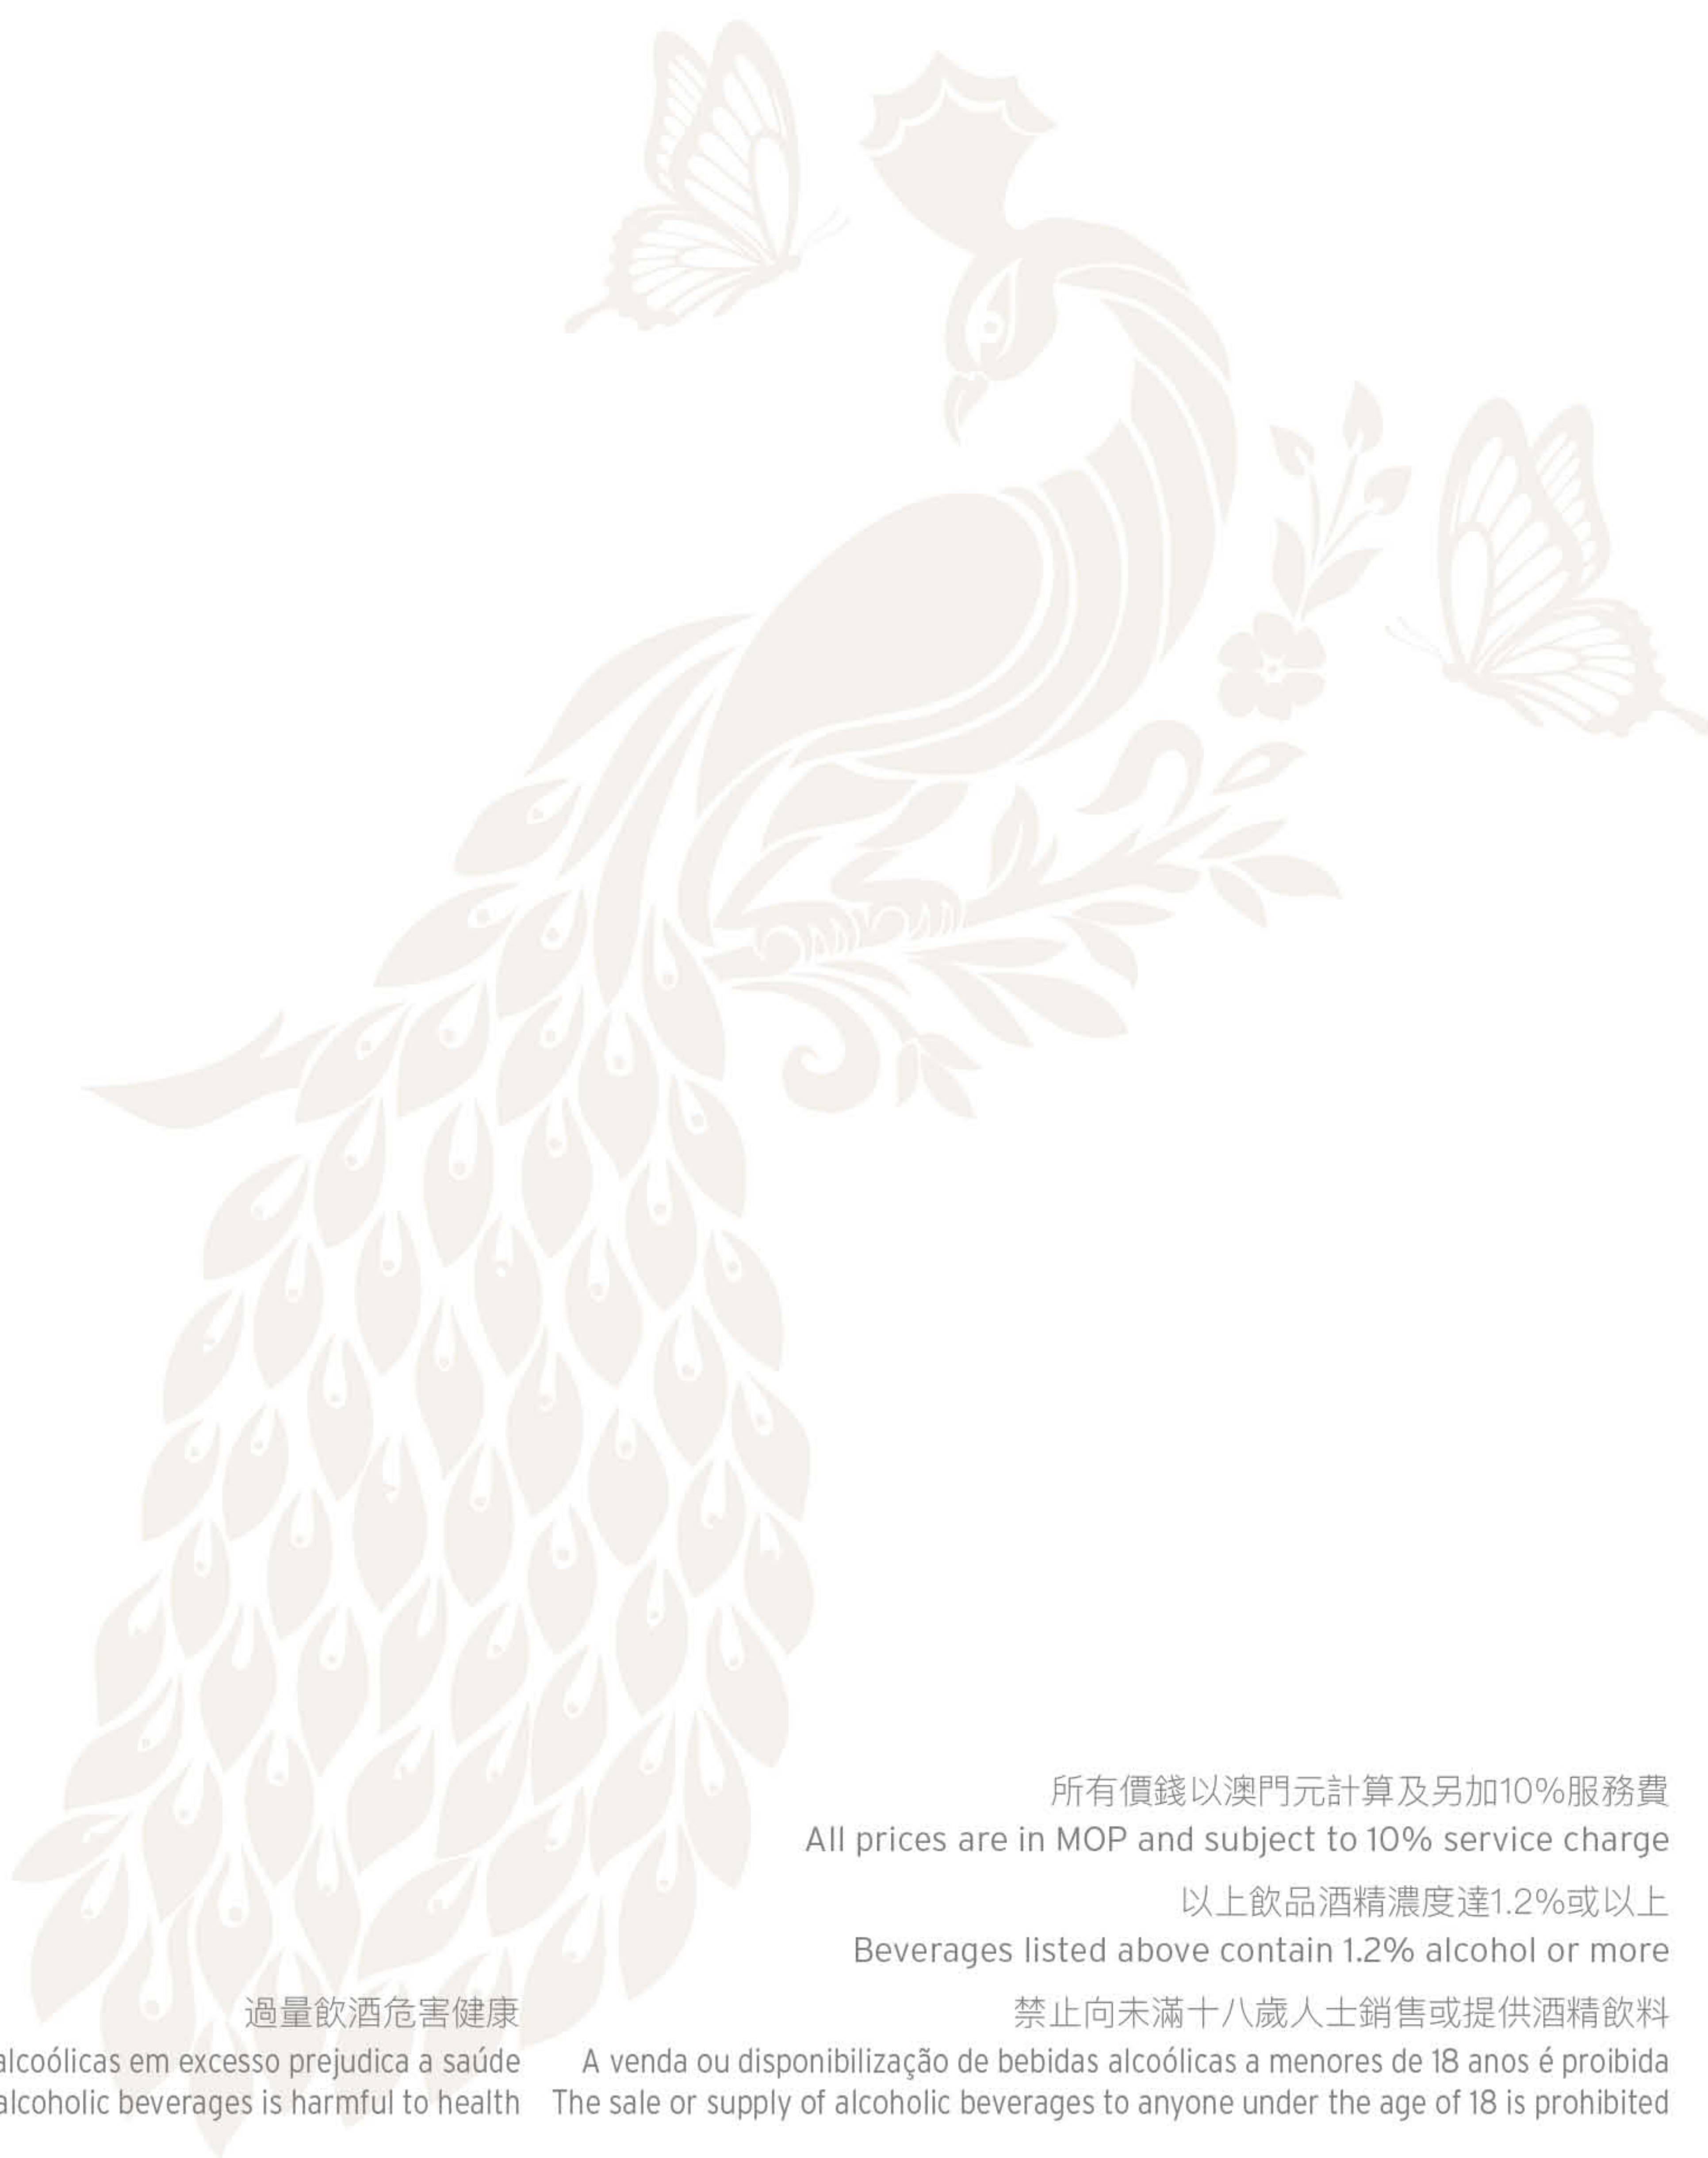 所有價錢以澳門元計算及另加10%服務費
All prices are in MOP and subject to 10% service charge
以上飲品酒精濃度達1.2%或以上
Beverages listed above contain 1.2% alcohol or more
過量飲酒危害健康
alcoólicas em excesso prejudica a saúde
alcoholic beverages is harmful to health
禁止向未滿十八歲人士銷售或提供酒精飲料
A venda ou disponibilização de bebidas alcoólicas a menores de 18 anos é proibida
The sale or supply of alcoholic beverages to anyone under the age of 18 is prohibited